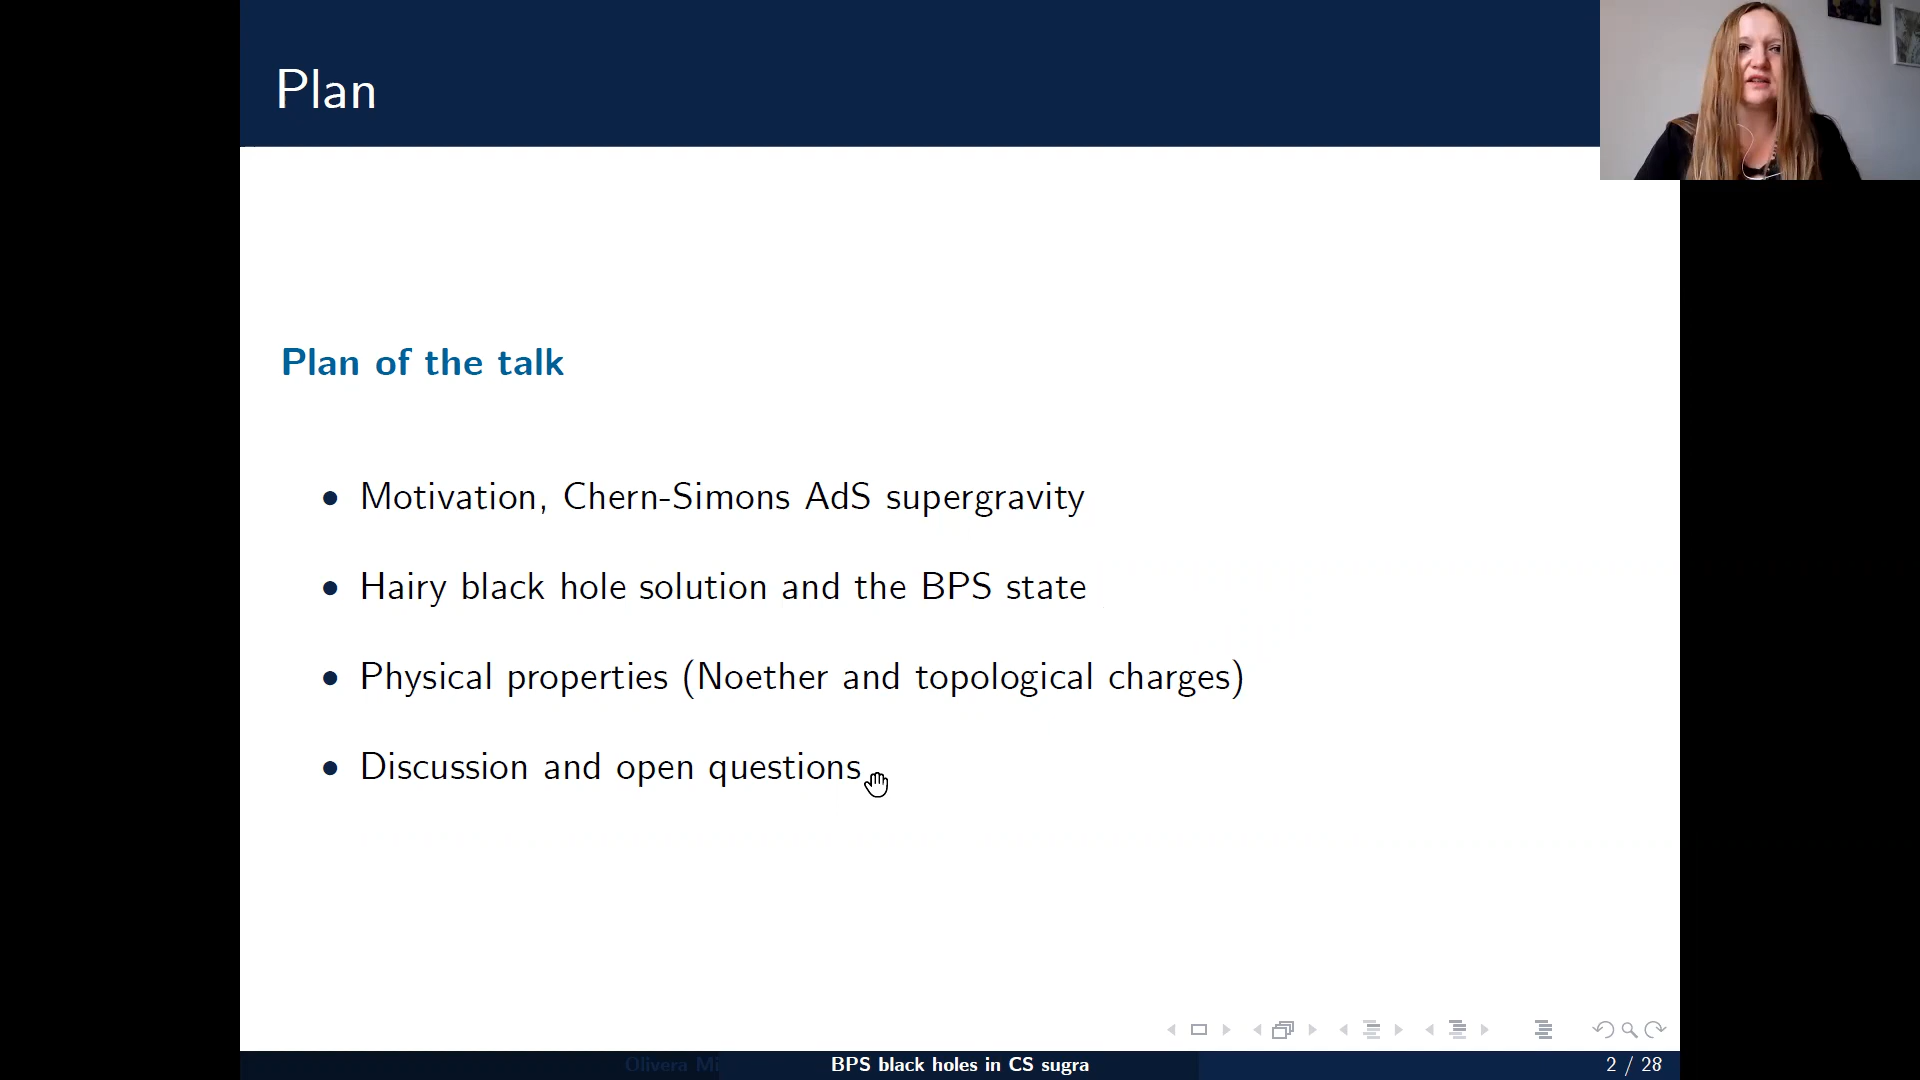 Plan
Plan of the talk
• Motivation, Chern-Simons AdS supergravity
• Hairy black hole solution and the BPS state
• Physical properties (Noether and topological charges)
• Discussion and open questions
Olivera Mi
BPS black holes in CS sugra
2 / 28